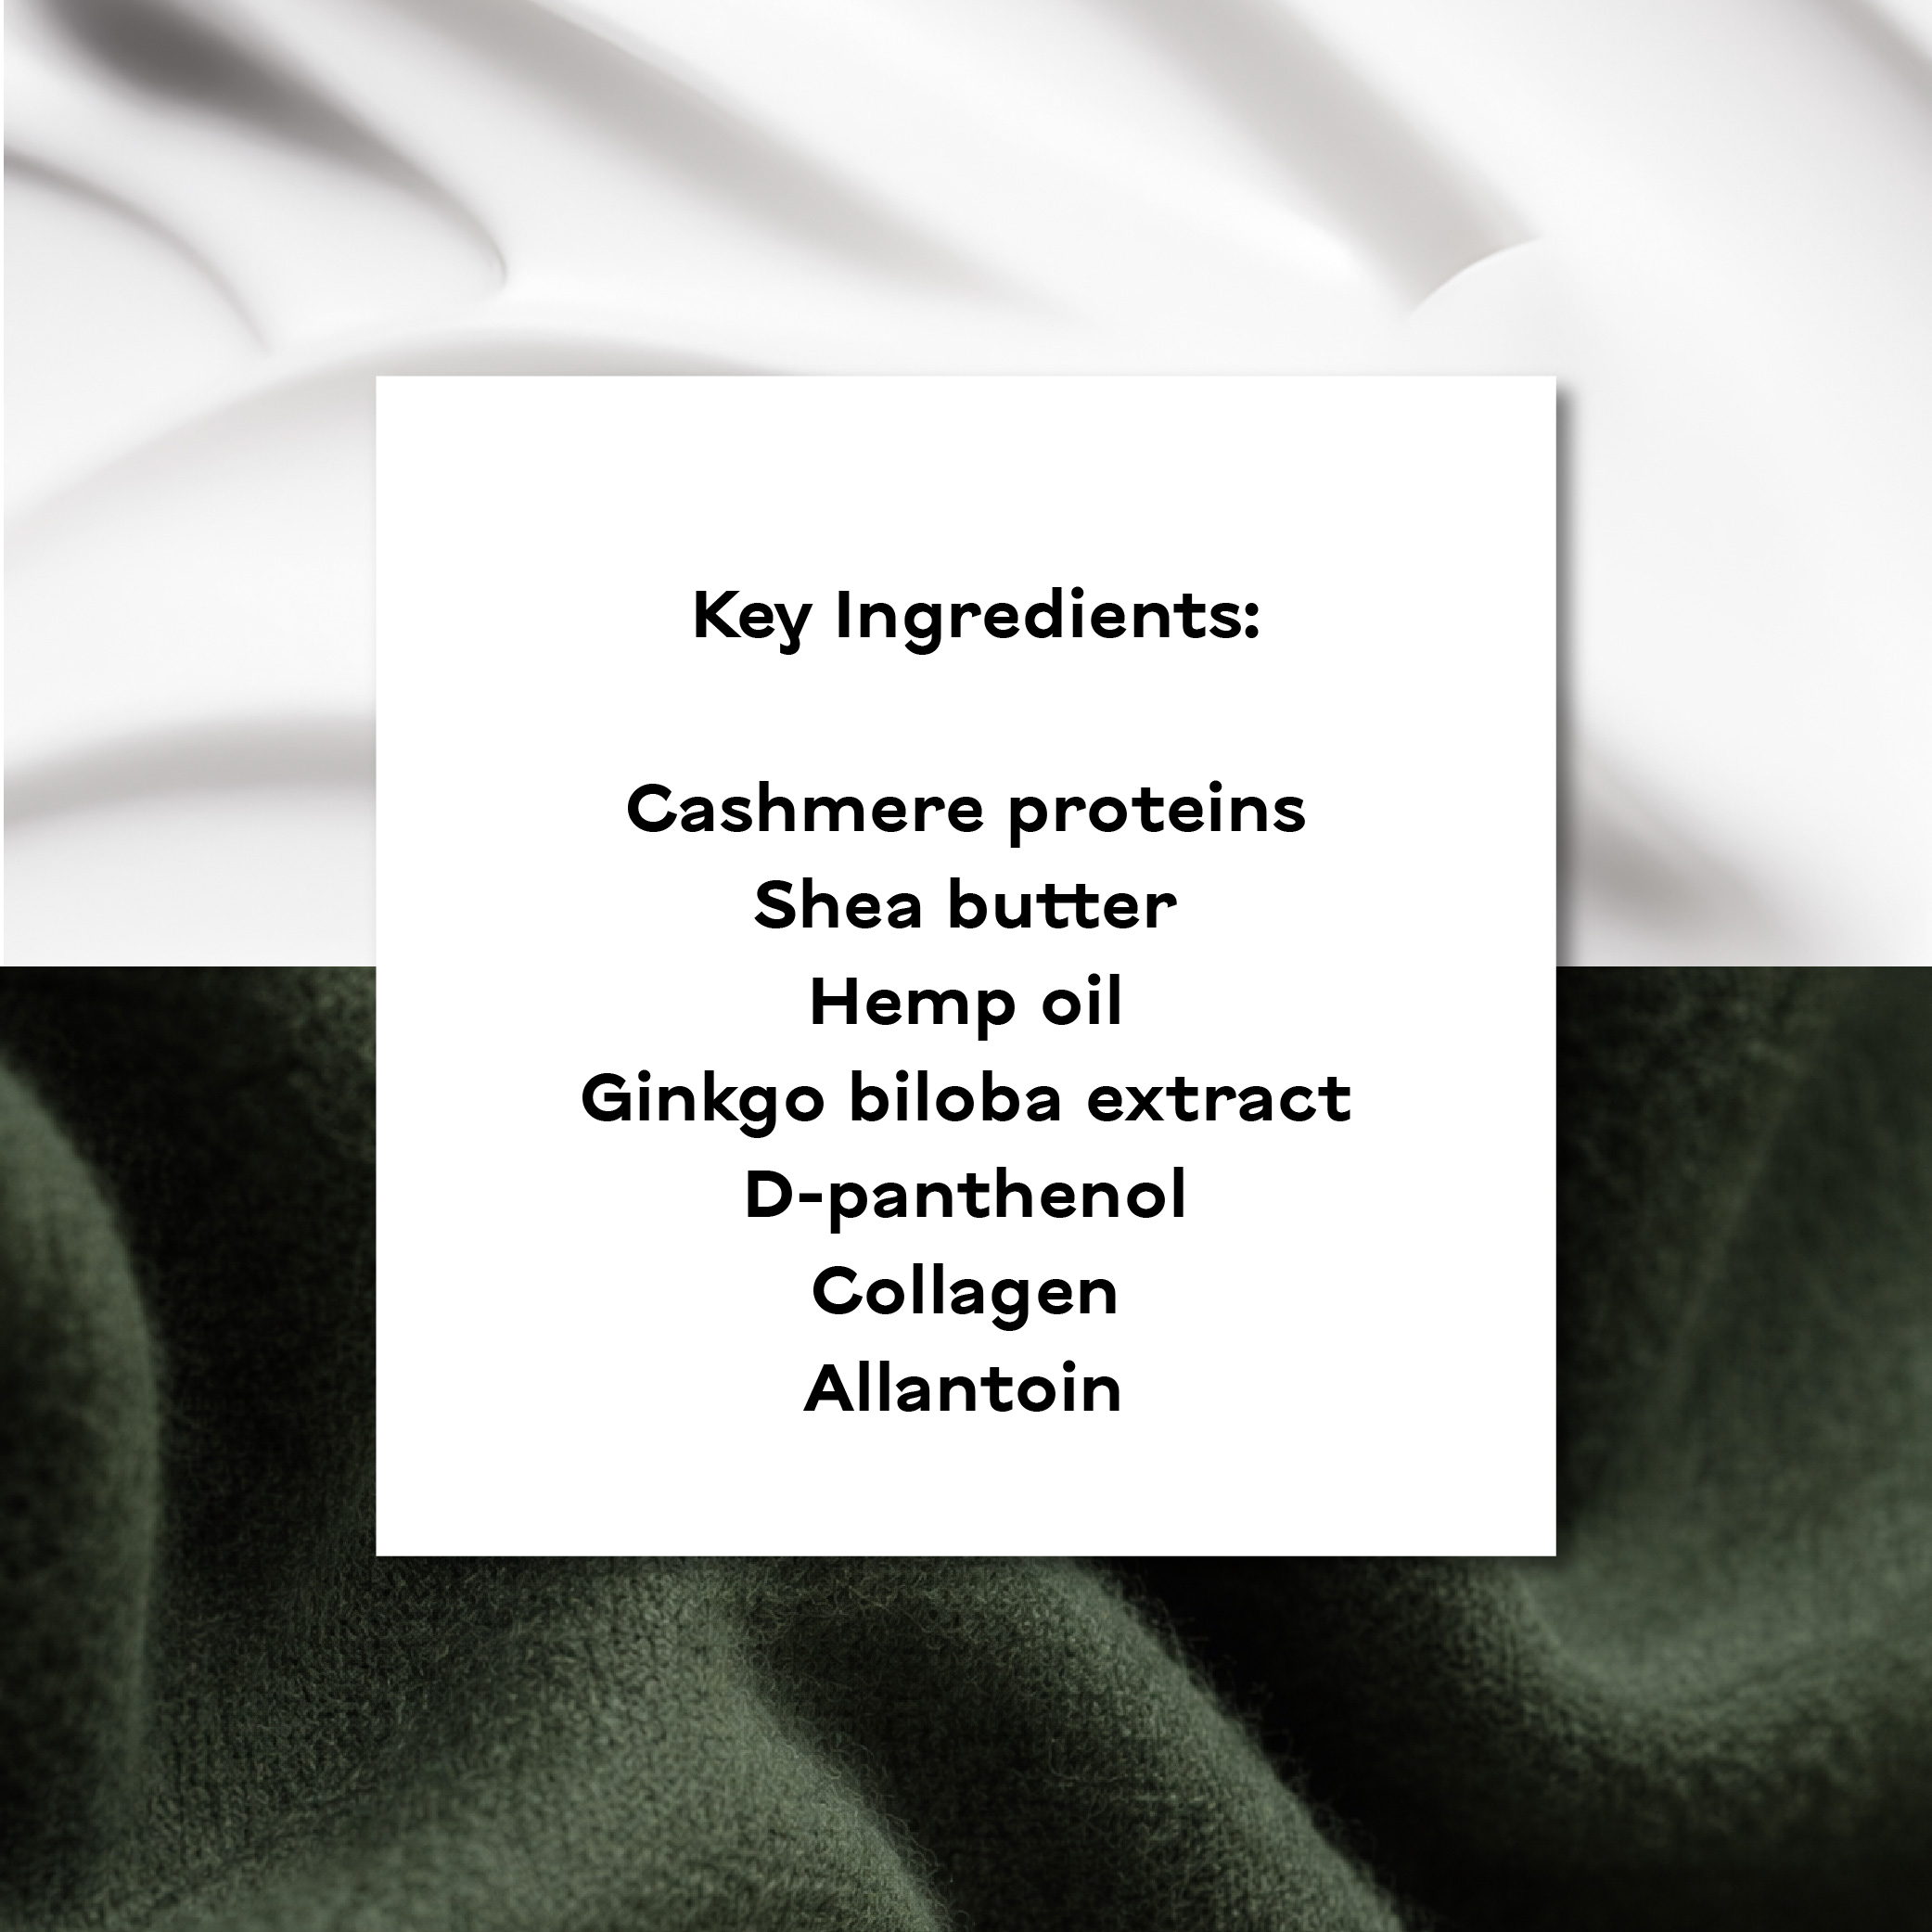 Key Ingredients:
Cashmere proteins
Shea butter
Hemp oil
Ginkgo biloba extract
D-panthenol
Collagen
Allantoin